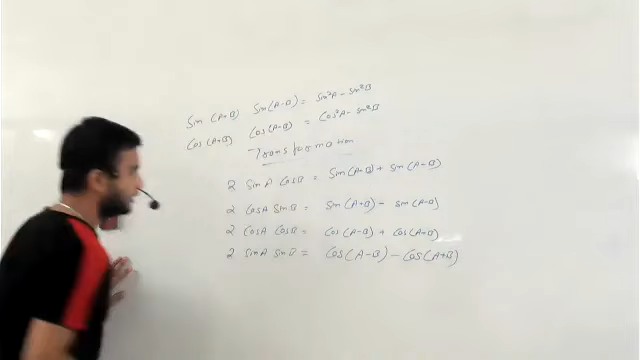 Sin (A+B) Sin(A-B) = Sin²A - Sin²B
Cos(A+B) Cos(A-B) = Cos²A - Sin²B
Transformation
2 SinA CosB = Sin(A+B) + Sin(A-B)
2 CosA SinB = Sin(A+B) - Sin(A-B)
2 CosA CosB = Cos(A-B) + Cos(A+B)
2 SinA SinB = Cos(A-B) - Cos(A+B)